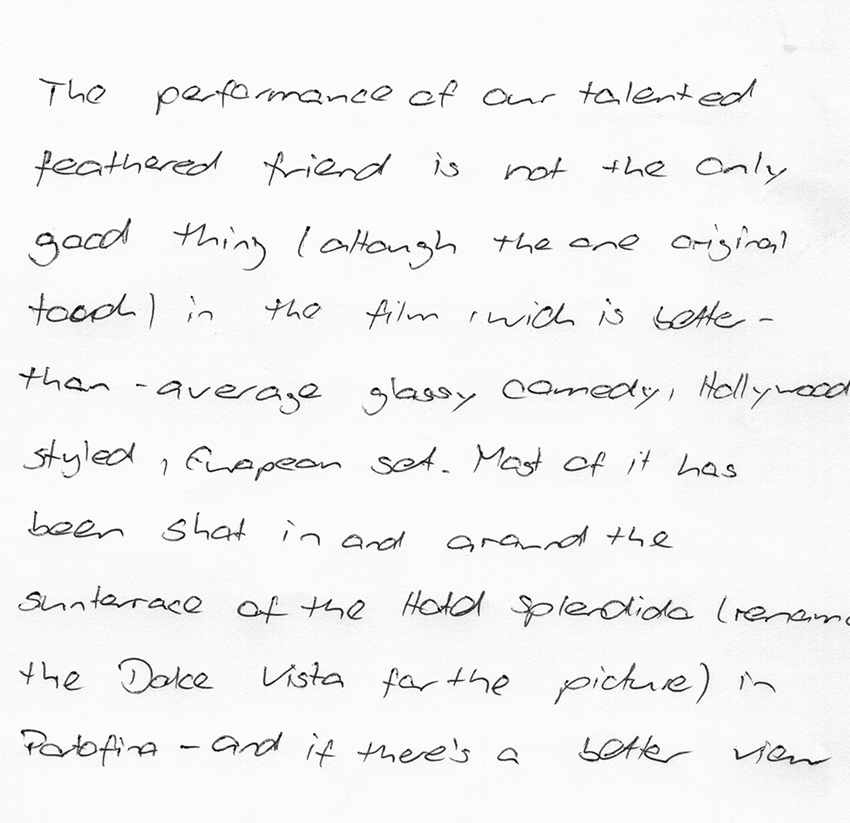 The performance of our talented
feathered friend is not the only
good thing (althongh the one original
tooch) in the film , wich is better -
than - average glossy comedy, Hollywood
styled , European set. Most of it has
been shot in and around the
sunterrace of the Hotel Splendido (renam
the Dolce Vista for the picture) in
Portofino - and if there's a better view